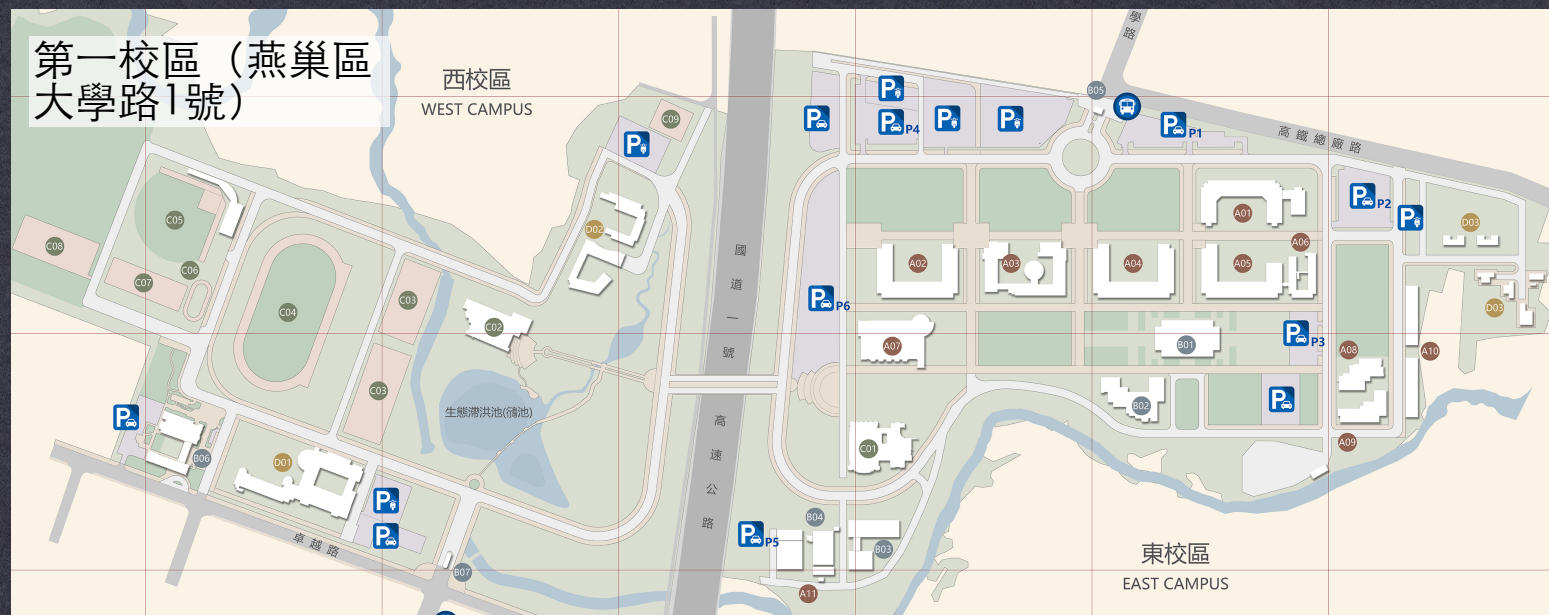 第一校區（燕巢區
大學路1號）
西校區
WEST CAMPUS
學路
B05
P
P
P
P
P4
P
P
P1
高鐵總廠路
C09
P
P2
P
P
C05
C08
C06
C07
D02
C04
C03
C02
C03
生態滯洪池(鴿池)
國道一號
高速公路
A01
A06
A02
A03
A04
A05
D03
D03
P
P6
A07
B01
P
P3
A08
A10
B02
P
A09
C01
P
B06
D01
P
P
卓越路
B07
P
P5
B04
B03
A11
東校區
EAST CAMPUS